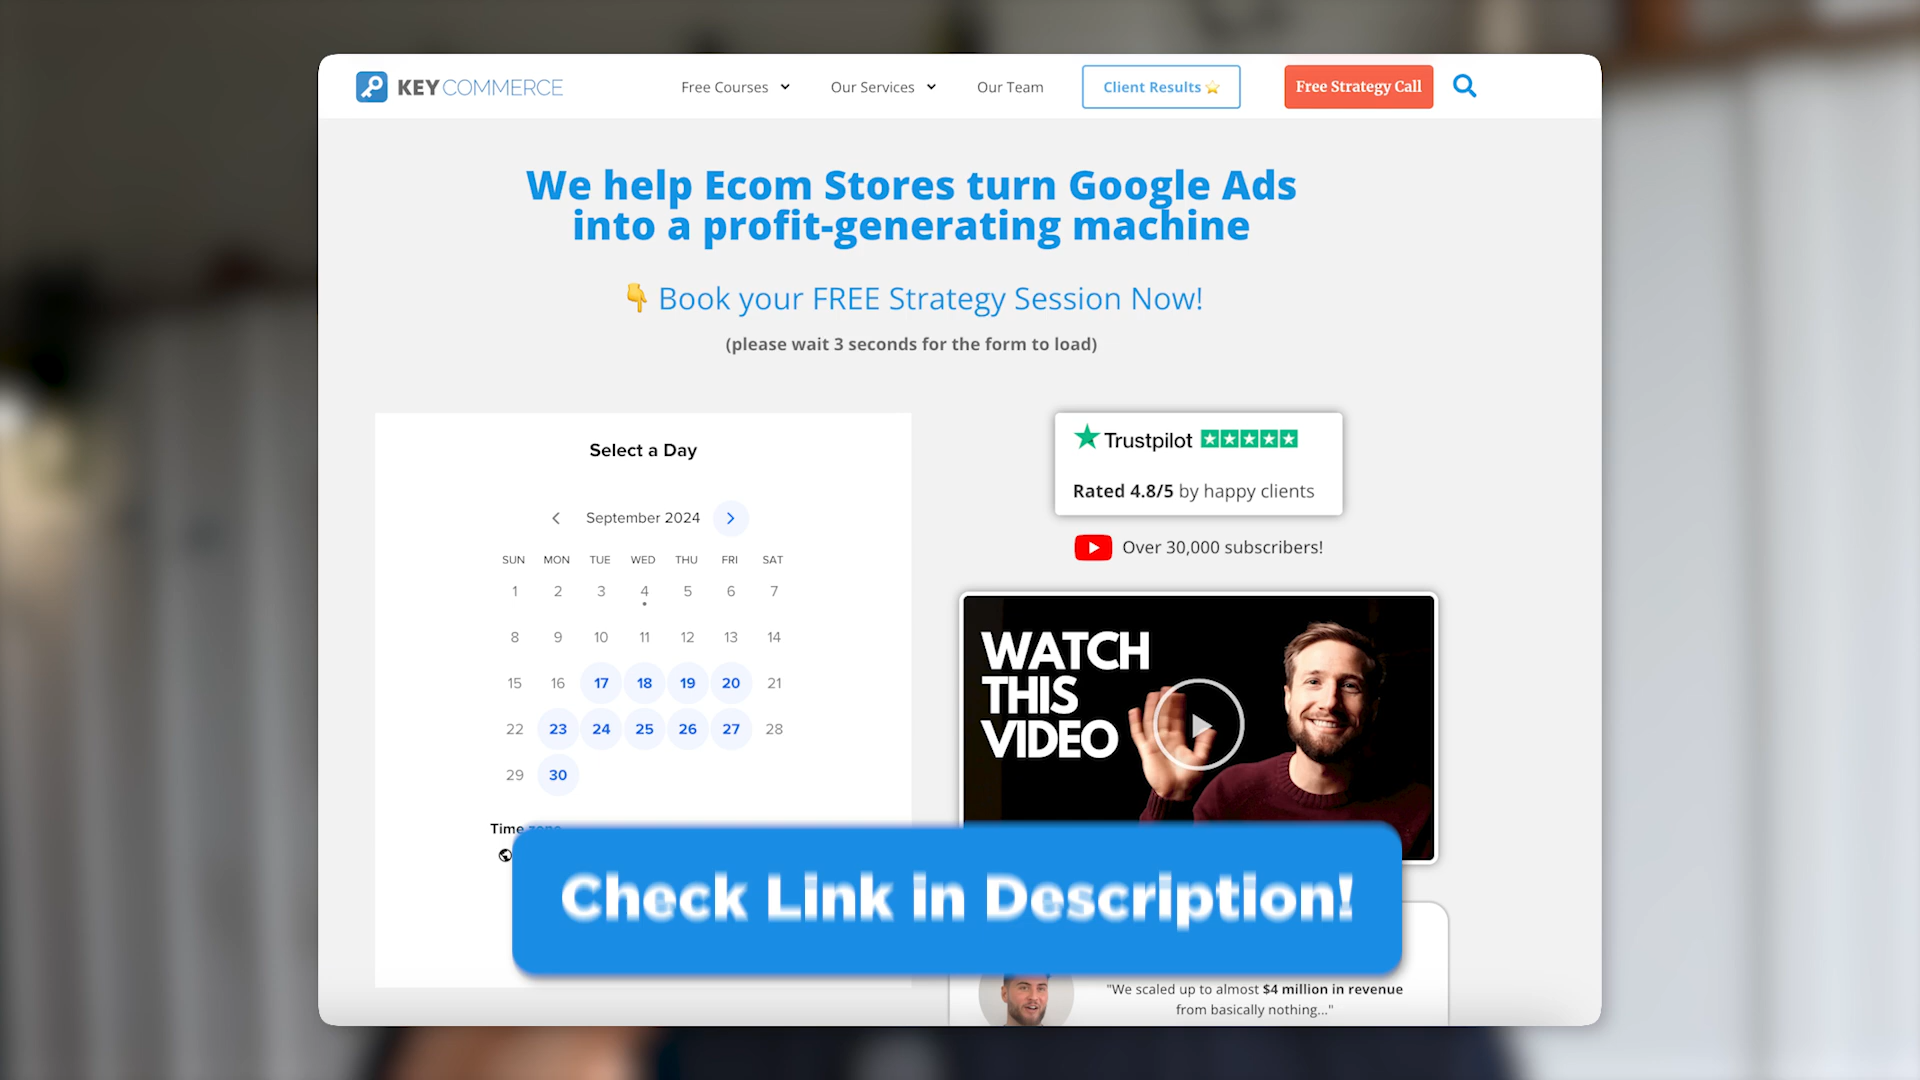 KEYCOMMERCE
Free Courses
Our Services
Our Team
Client Results
Free Strategy Call
We help Ecom Stores turn Google Ads
into a profit-generating machine
Book your FREE Strategy Session Now!
(please wait 3 seconds for the form to load)
Select a Day
September 2024
SUN MON TUE WED THU FRI SAT
1 2 3 4 5 6 7
8 9 10 11 12 13 14
15 16 17 18 19 20 21
22 23 24 25 26 27 28
29 30
Time zone
Trustpilot
Rated 4.8/5 by happy clients
Over 30,000 subscribers!
WATCH
THIS
VIDEO
Check Link in Description!
"We scaled up to almost $4 million in revenue
from basically nothing..."